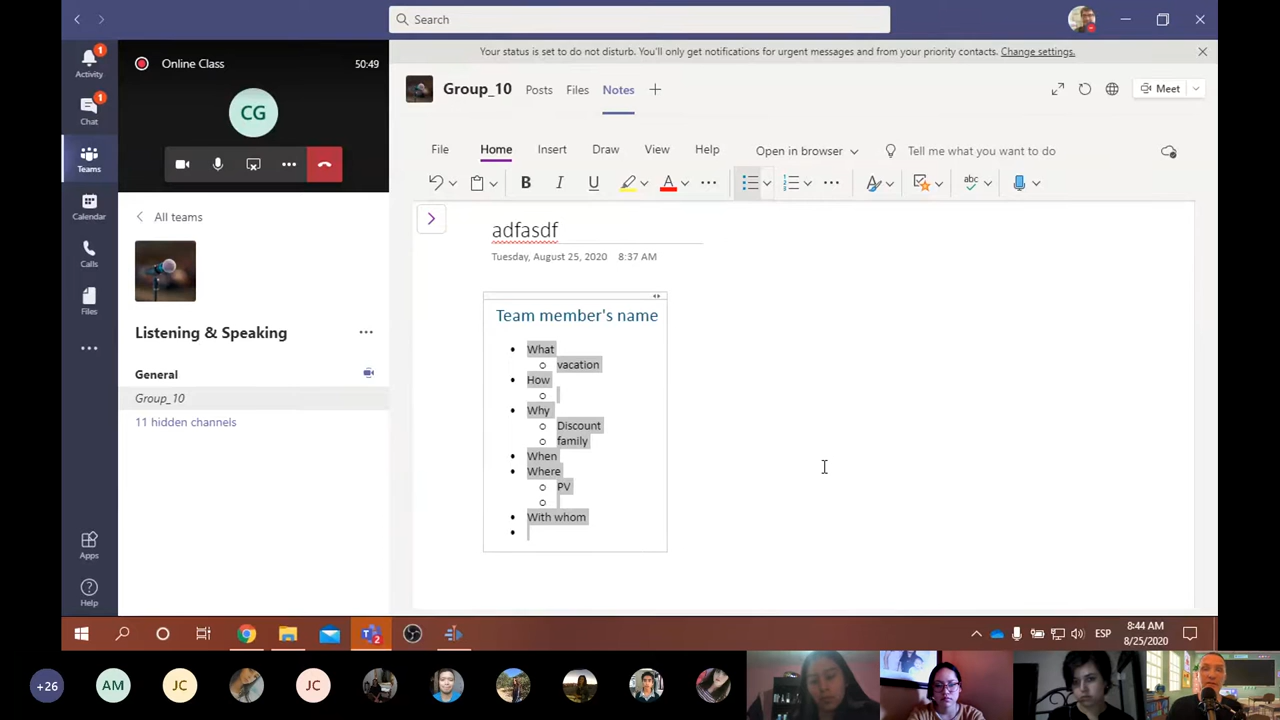 Search
Your status is set to do not disturb. You'll only get notifications for urgent messages and from your priority contacts. Change settings.
1
Activity
1
Chat
Teams
Calendar
Calls
Files
Apps
Help
Online Class
50:49
CG
All teams
Listening & Speaking
General
Group_10
11 hidden channels
Group_10
Posts
Files
Notes
Meet
File
Home
Insert
Draw
View
Help
Open in browser
Tell me what you want to do
B
I
U
A
abc
adfasdf
Tuesday, August 25, 2020 8:37 AM
Team member's name
What
vacation
How
Why
Discount
family
When
Where
PV
With whom
2
ESP
8:44 AM
8/25/2020
+26
AM
JC
JC